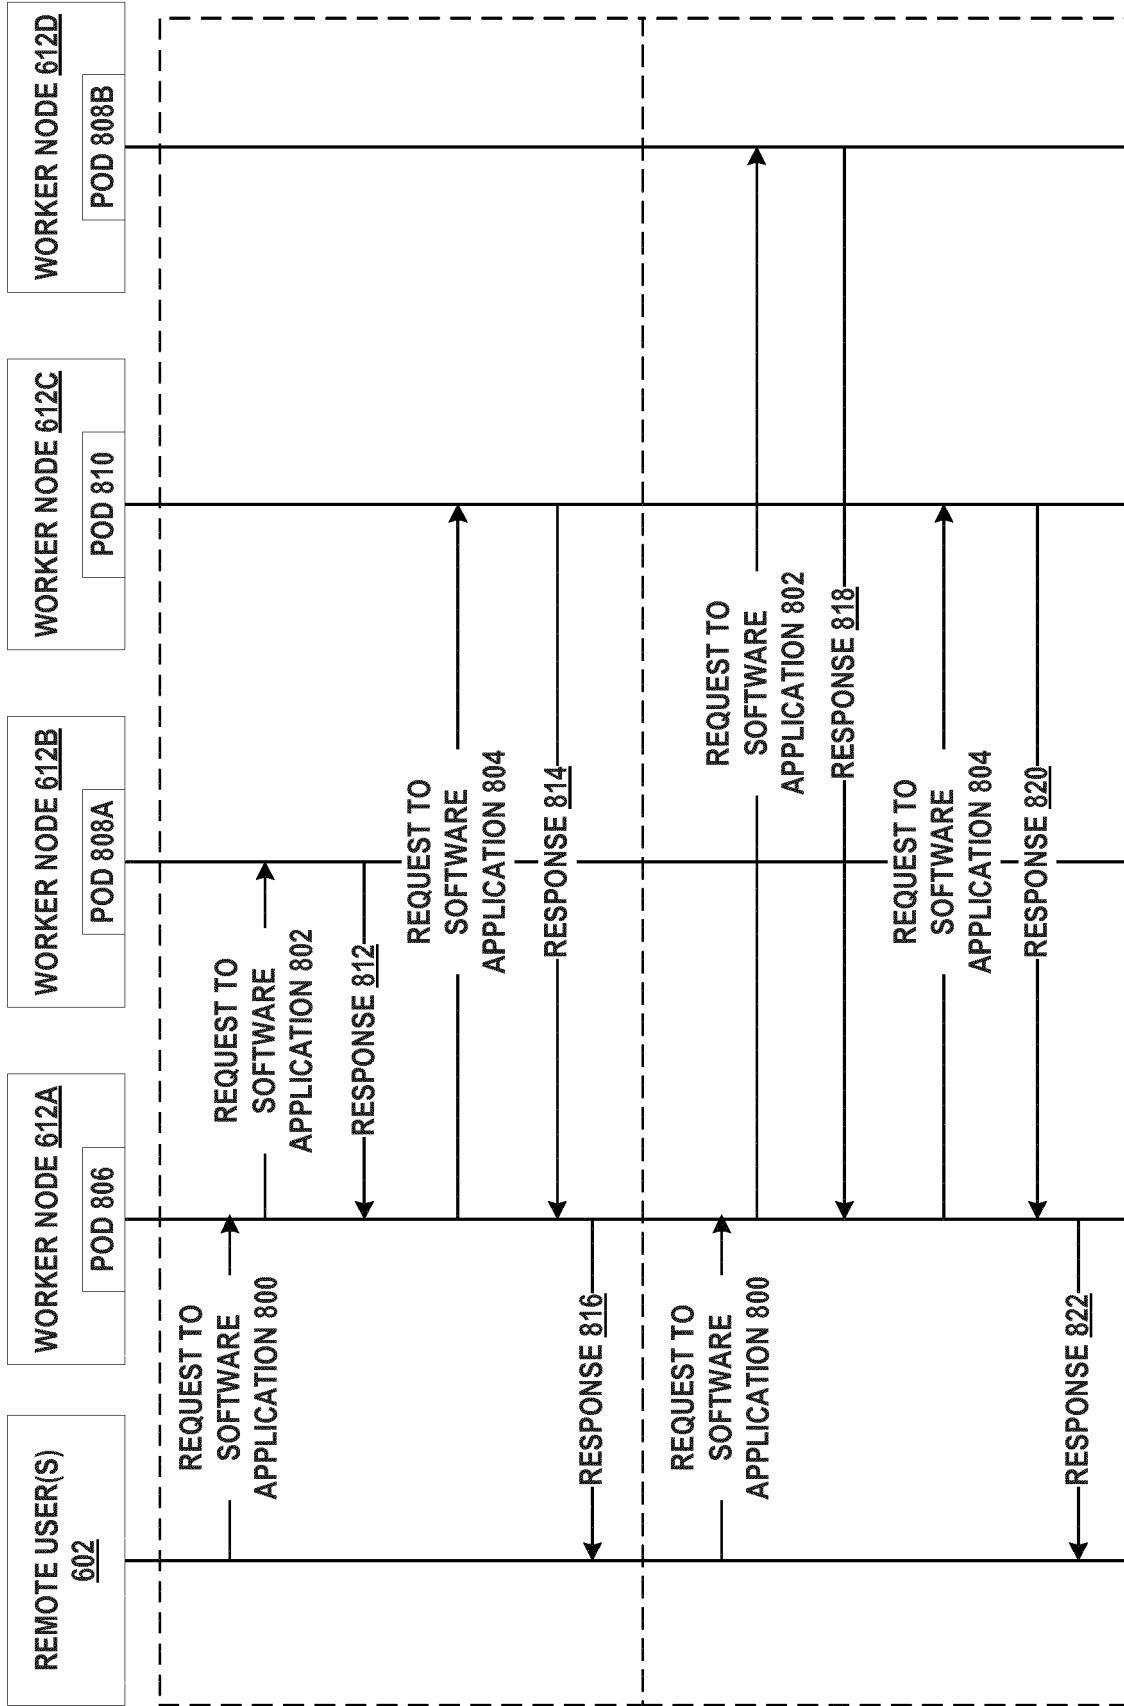 REMOTE USER(S)
602
WORKER NODE 612A
POD 806
WORKER NODE 612B
POD 808A
WORKER NODE 612C
POD 810
WORKER NODE 612D
POD 808B
REQUEST TO
SOFTWARE
APPLICATION 800
REQUEST TO
SOFTWARE
APPLICATION 802
RESPONSE 812
REQUEST TO
SOFTWARE
APPLICATION 804
RESPONSE 814
RESPONSE 816
REQUEST TO
SOFTWARE
APPLICATION 800
REQUEST TO
SOFTWARE
APPLICATION 802
RESPONSE 818
REQUEST TO
SOFTWARE
APPLICATION 804
RESPONSE 820
RESPONSE 822